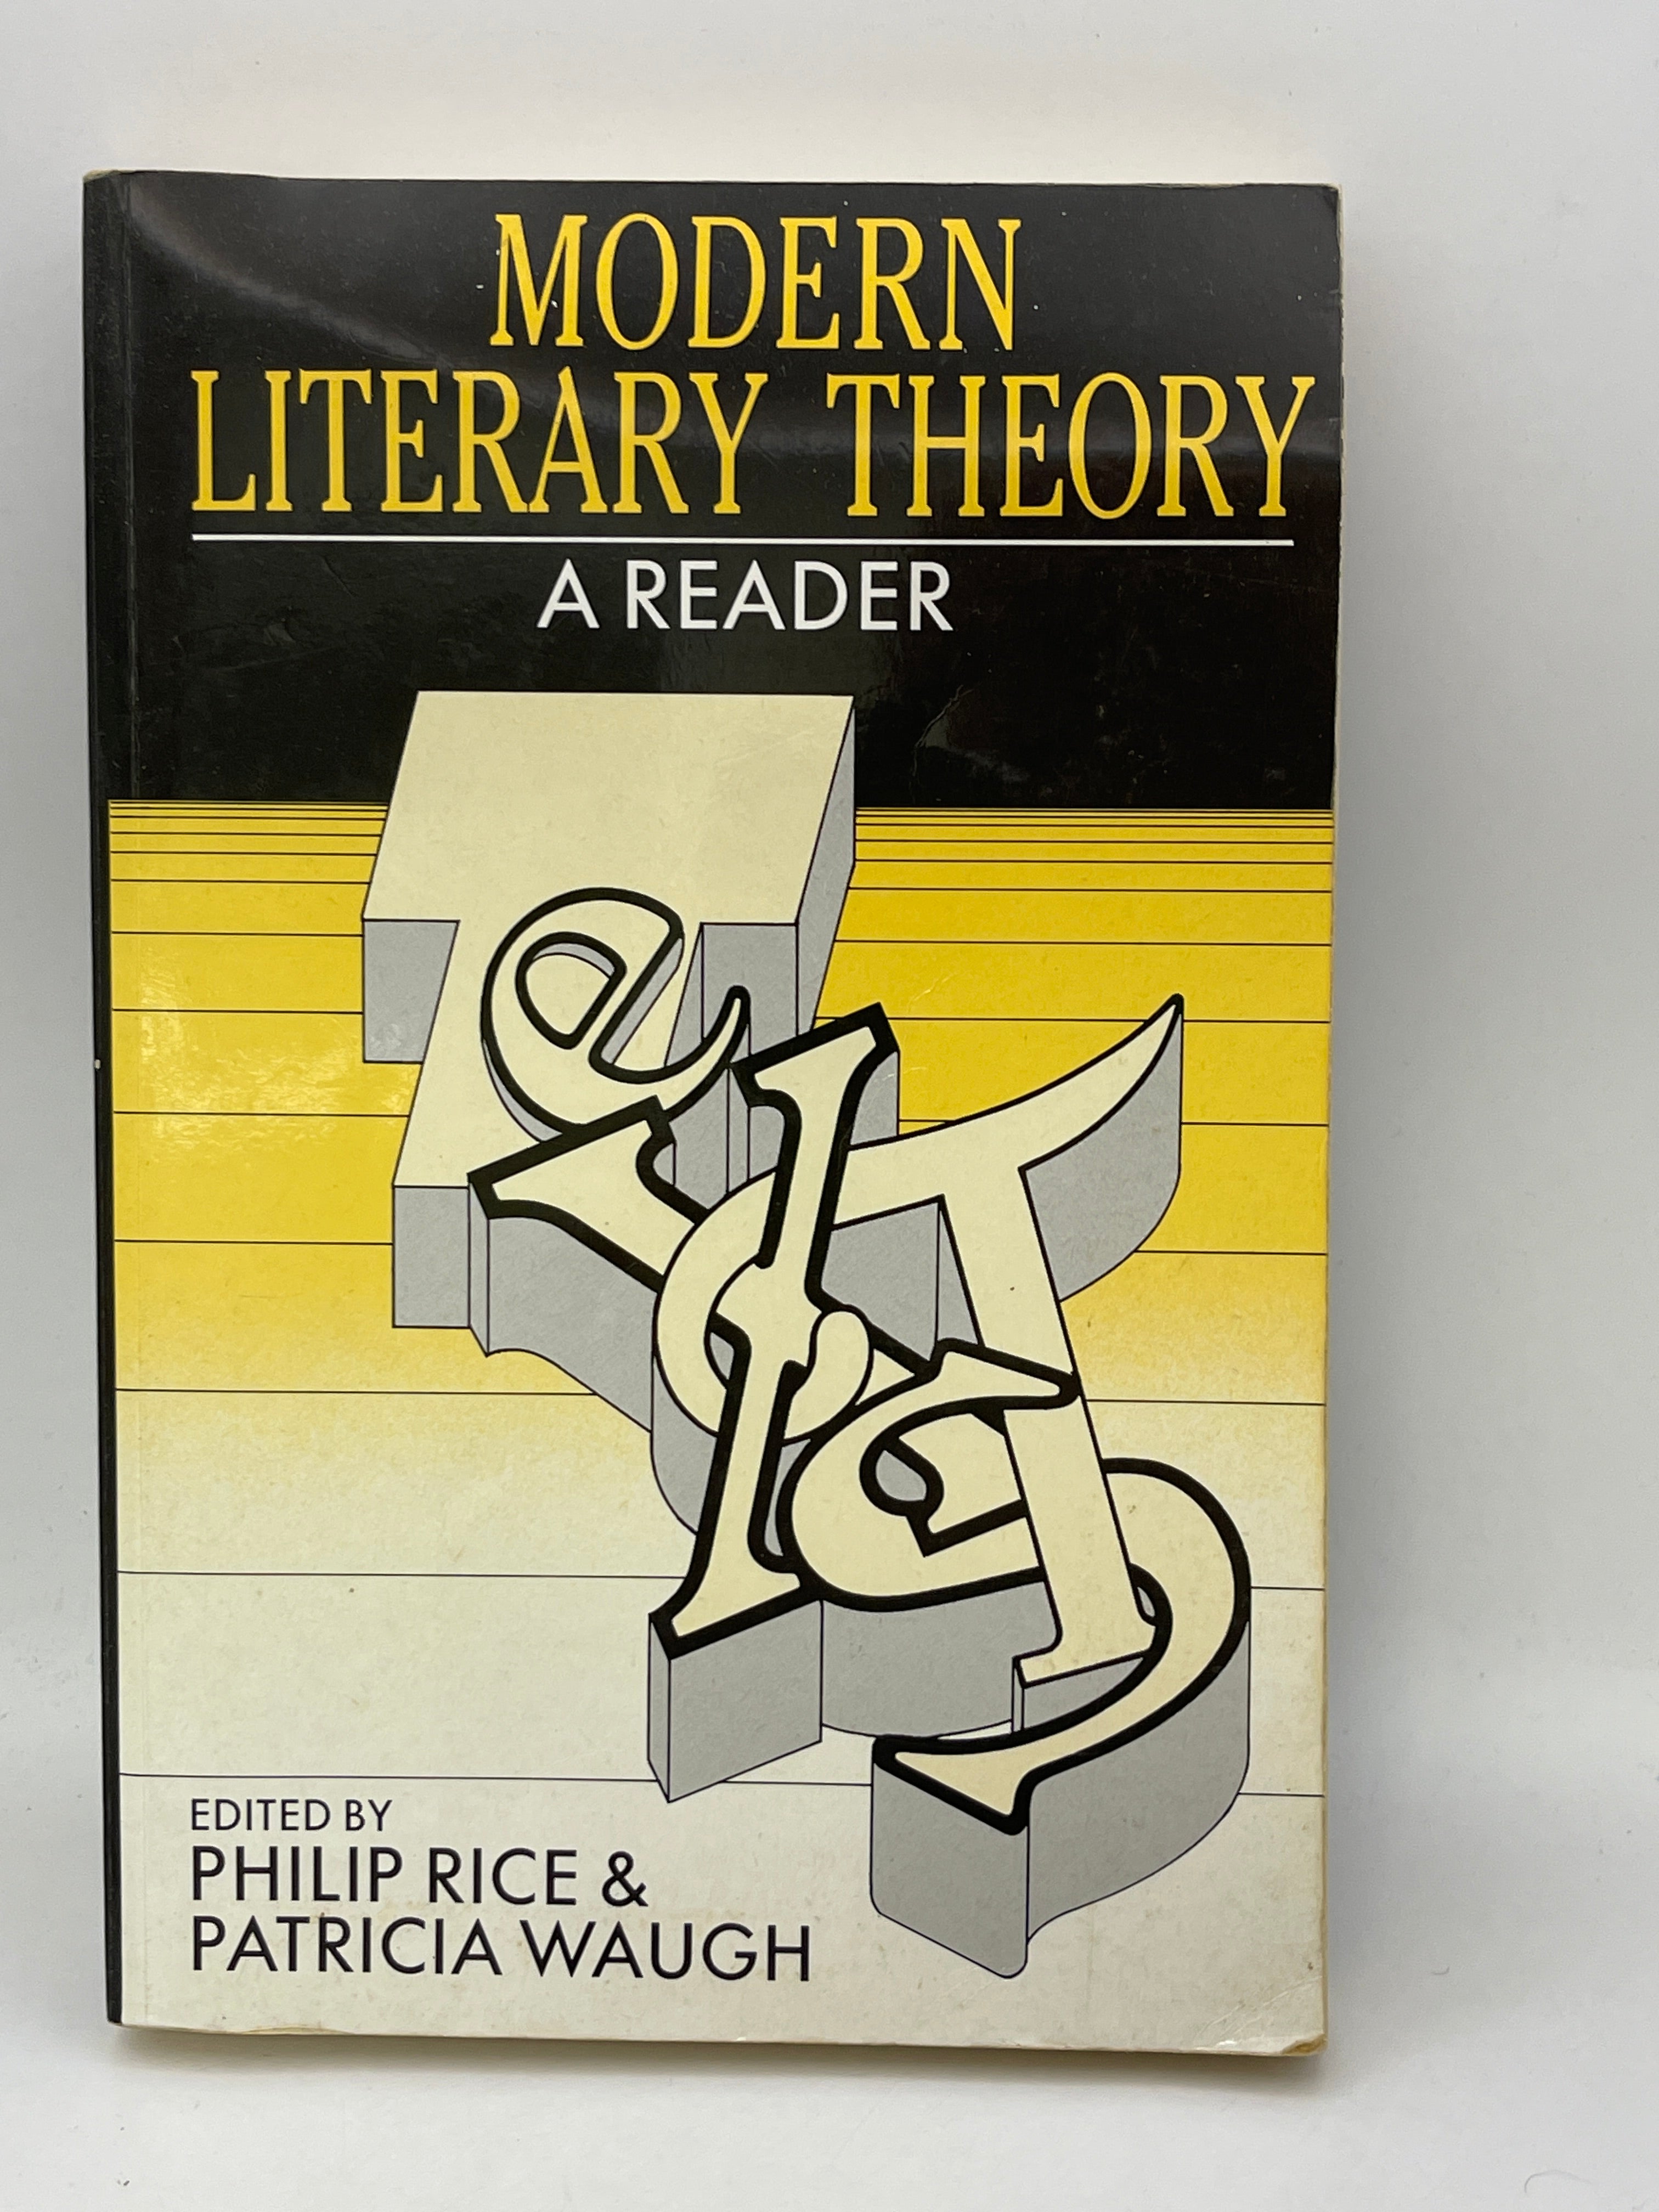 MODERN
LITERARY THEORY
A READER
EDITED BY
PHILIP RICE &
PATRICIA WAUGH